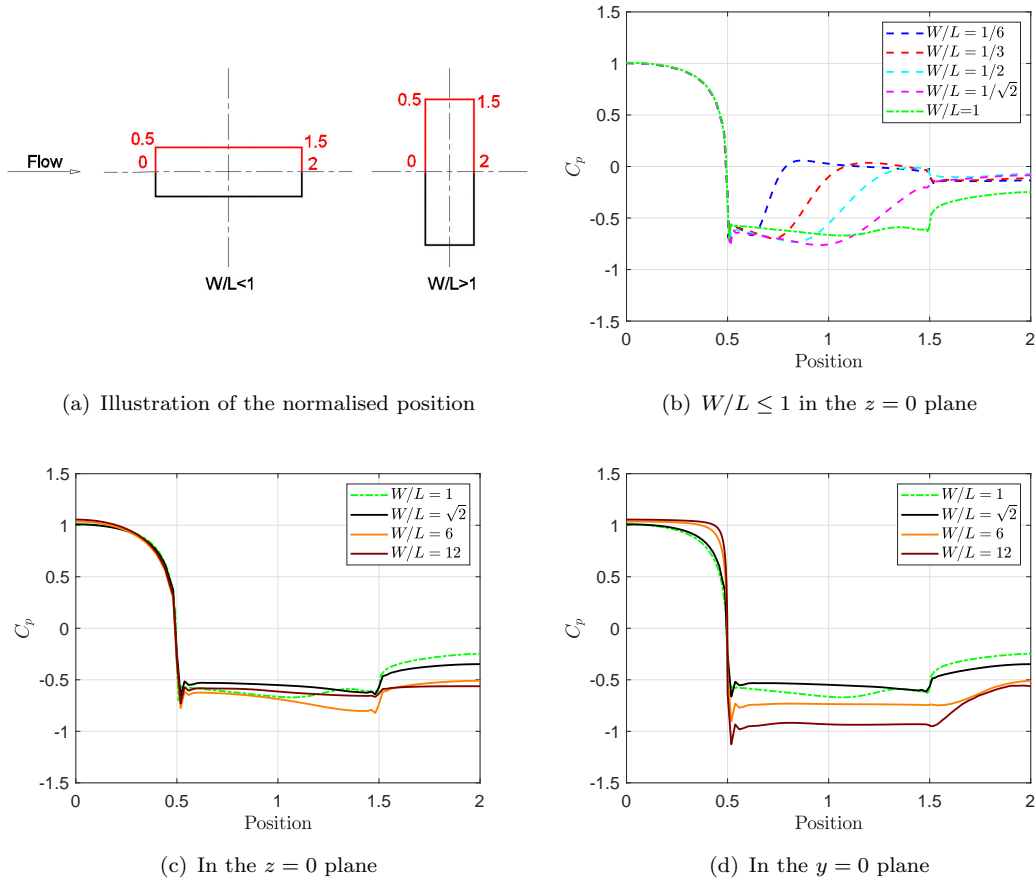 Flow
0.5
0
1.5
2
W/L<1
0.5
0
1.5
2
W/L>1
(a) Illustration of the normalised position
1.5
1
0.5
0
-0.5
-1
-1.5
C_p
0
0.5
1
1.5
2
Position
W/L = 1/6
W/L = 1/3
W/L = 1/2
W/L = 1/√2
W/L=1
(b) W/L ≤ 1 in the z = 0 plane
1.5
1
0.5
0
-0.5
-1
-1.5
C_p
0
0.5
1
1.5
2
Position
W/L = 1
W/L = √2
W/L = 6
W/L = 12
(c) In the z = 0 plane
1.5
1
0.5
0
-0.5
-1
-1.5
C_p
0
0.5
1
1.5
2
Position
W/L = 1
W/L = √2
W/L = 6
W/L = 12
(d) In the y = 0 plane